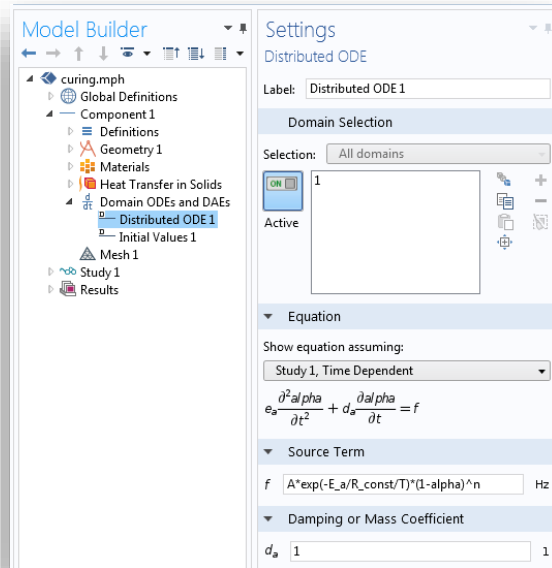 Model Builder
curing.mph
Global Definitions
Component 1
Definitions
Geometry 1
Materials
Heat Transfer in Solids
Domain ODEs and DAEs
Distributed ODE 1
Initial Values 1
Mesh 1
Study 1
Results
Settings
Distributed ODE
Label: Distributed ODE 1
Domain Selection
Selection: All domains
ON 1
Active
Equation
Show equation assuming:
Study 1, Time Dependent
eₐ ∂²alpha/∂t² + dₐ ∂alpha/∂t = f
Source Term
f A*exp(-E_a/R_const/T)*(1-alpha)^n Hz
Damping or Mass Coefficient
dₐ 1 1